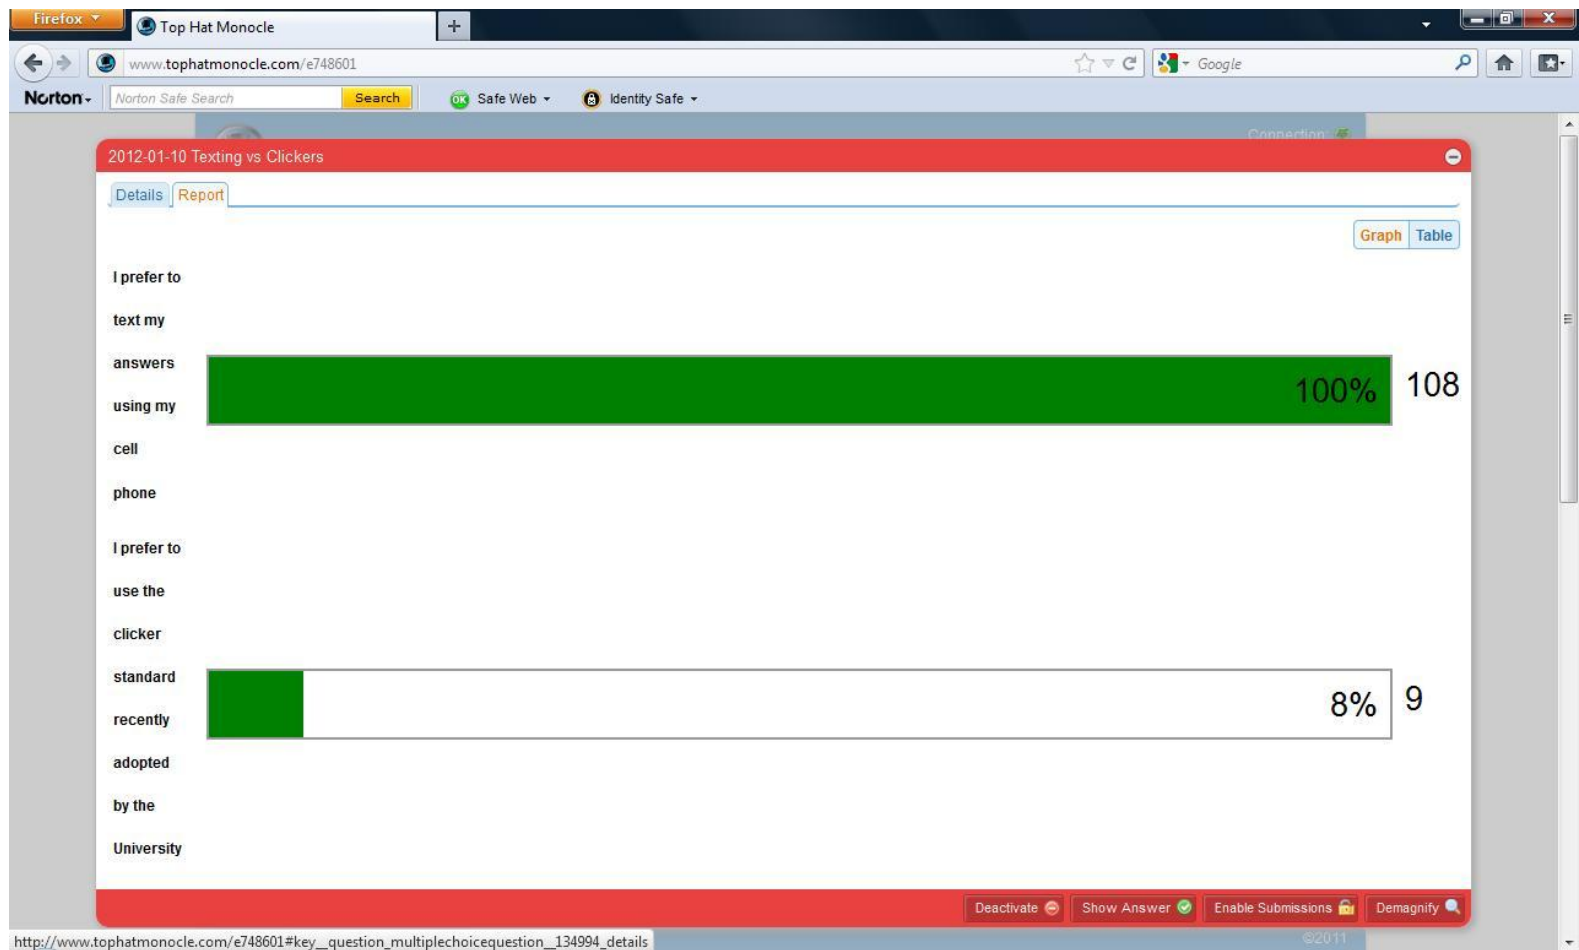 Firefox
Top Hat Monocle
www.tophatmonocle.com/e748601
Google
Norton
Norton Safe Search
Search
OK
Safe Web
Identity Safe
Connection:
2012-01-10 Texting vs Clickers
Details
Report
Graph
Table
I prefer to
text my
answers
using my
cell
phone
100%
108
I prefer to
use the
clicker
standard
recently
adopted
by the
University
8%
9
Deactivate
Show Answer
Enable Submissions
Demagnify
©2011
http://www.tophatmonocle.com/e748601#key__question_multiplechoicequestion__134994_details